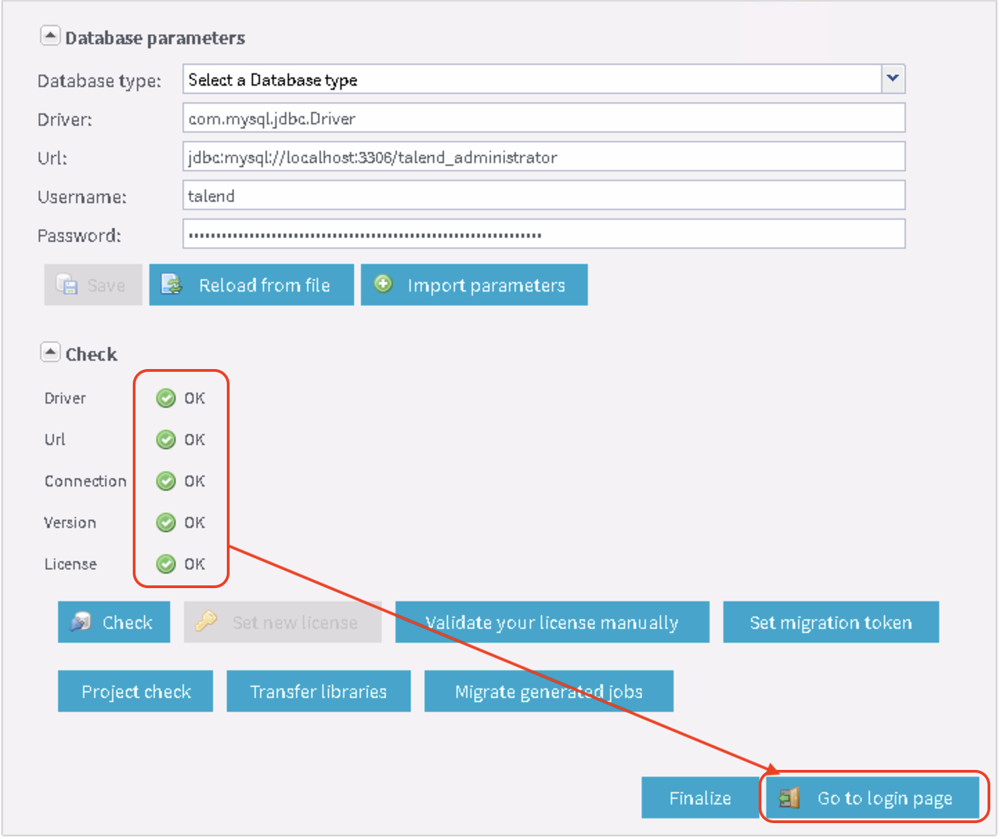 Database parameters
Database type: Select a Database type
Driver: com.mysql.jdbc.Driver
Url: jdbc:mysql://localhost:3306/talend_administrator
Username: talend
Password: ••••••••••••••••••••••••••••••••••••••••••••••••••••••••••••••••
Save Reload from file Import parameters
Check
Driver OK
Url OK
Connection OK
Version OK
License OK
Check Set new license Validate your license manually Set migration token
Project check Transfer libraries Migrate generated jobs
Finalize Go to login page